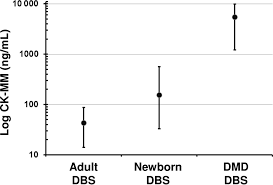 Log CK-MM (ng/mL)
10 000
1000
100
10
Adult DBS
Newborn DBS
DMD DBS